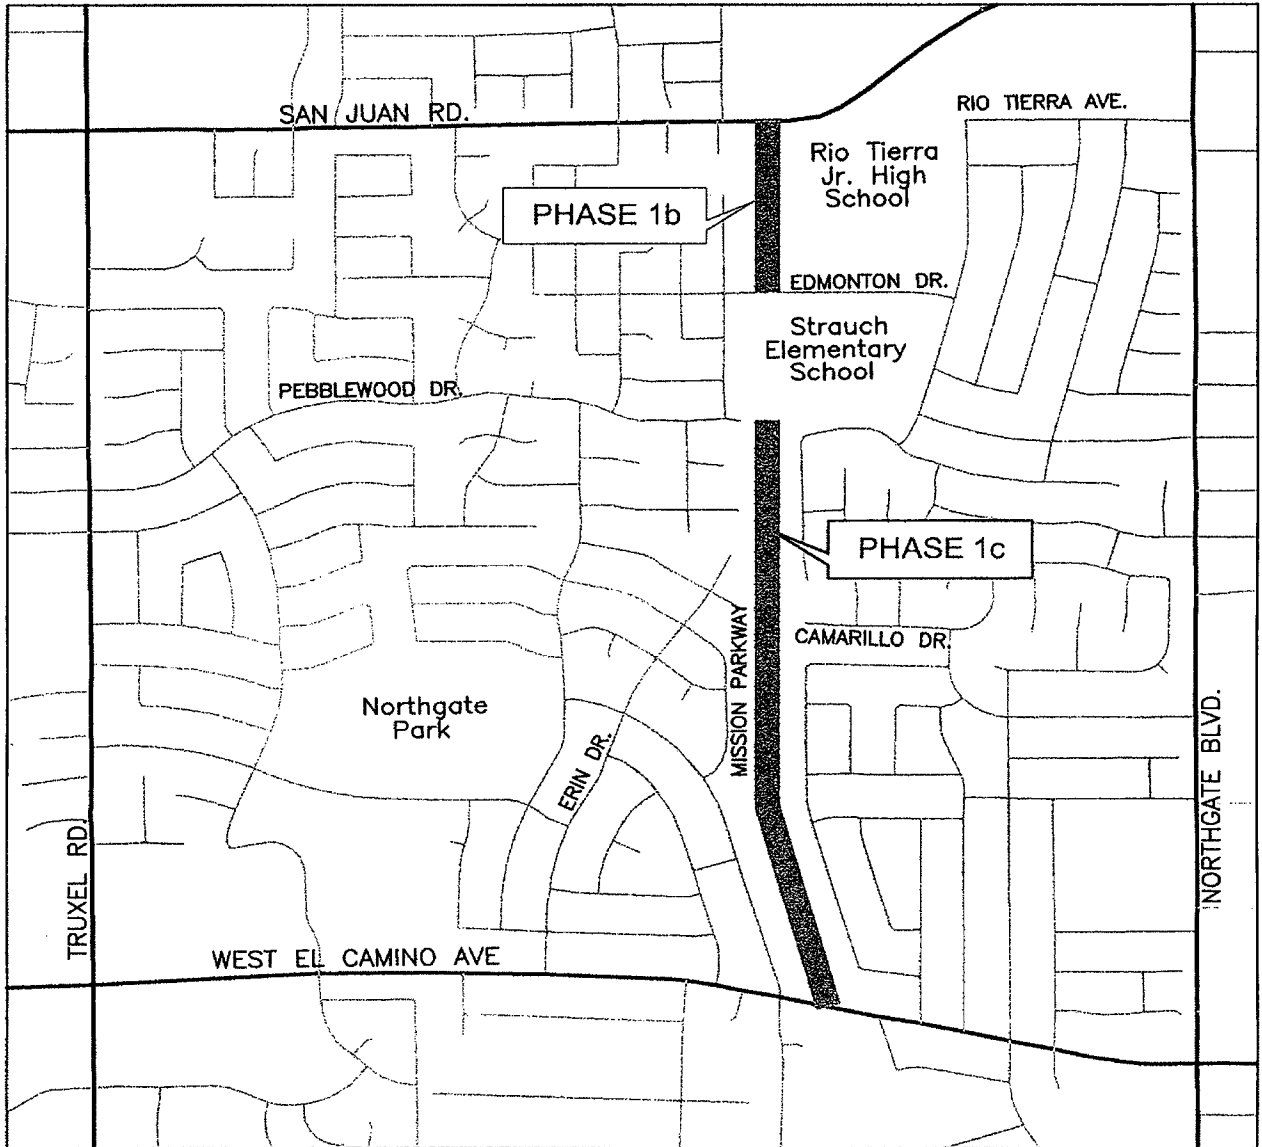 SAN JUAN RD.
RIO TIERRA AVE.
Rio Tierra
Jr. High
School
PHASE 1b
EDMONTON DR.
Strauch
Elementary
School
PEBBLEWOOD DR.
PHASE 1c
MISSION PARKWAY
CAMARILLO DR.
Northgate
Park
ERIN DR.
NORTHGATE BLVD.
TRUXEL RD.
WEST EL CAMINO AVE